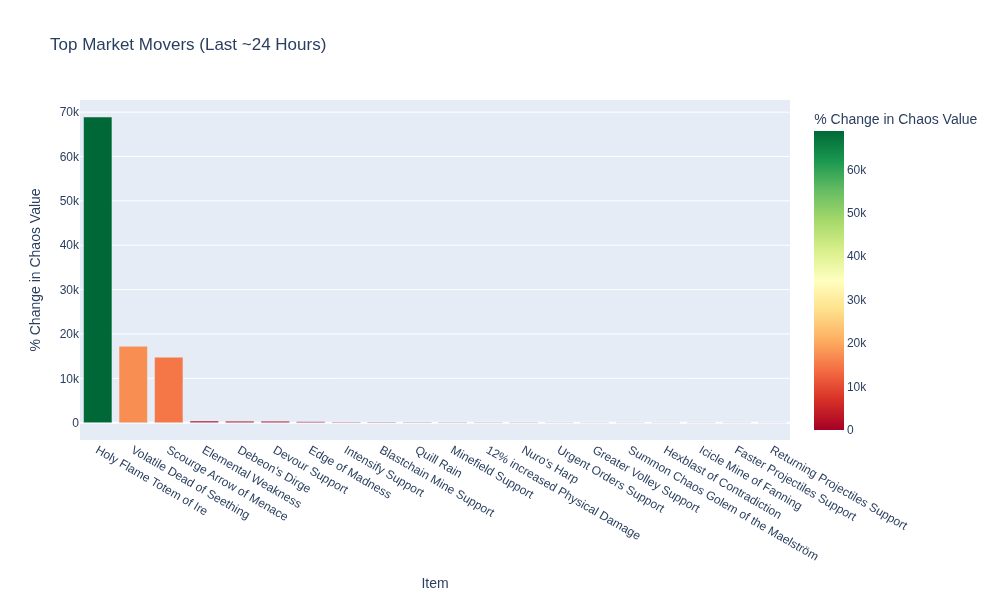 Top Market Movers (Last ~24 Hours)
% Change in Chaos Value
70k
60k
50k
40k
30k
20k
10k
0
Holy Flame Totem of Ire
Volatile Dead of Seething
Scourge Arrow of Menace
Elemental Weakness
Debeon's Dirge
Devour Support
Edge of Madness
Intensify Support
Blastchain Mine Support
Quill Rain
Minefield Support
12% increased Physical Damage
Nuro's Harp
Urgent Orders Support
Greater Volley Support
Summon Chaos Golem of the Maelström
Hexblast of Contradiction
Icicle Mine of Fanning
Faster Projectiles Support
Returning Projectiles Support
Item
% Change in Chaos Value
60k
50k
40k
30k
20k
10k
0